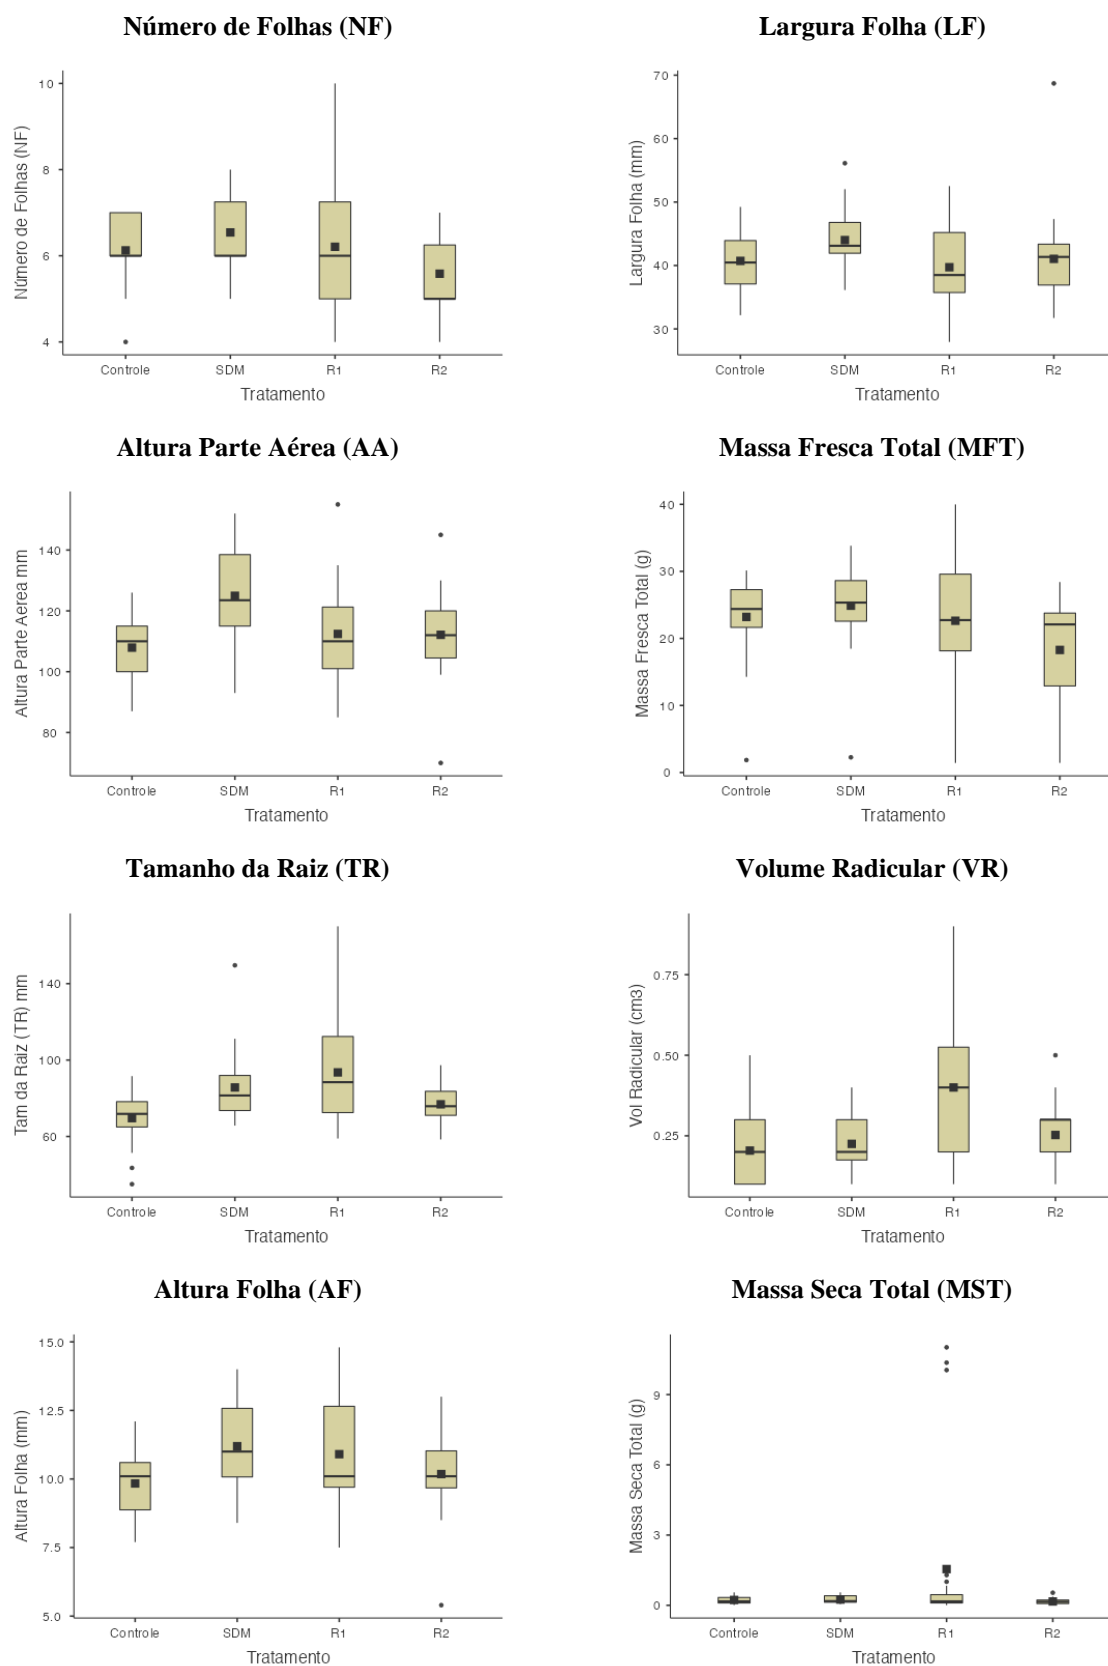 Número de Folhas (NF)
10
8
6
4
Número de Folhas (NF)
Controle SDM R1 R2
Tratamento
Largura Folha (LF)
70
60
50
40
30
Largura Folha (mm)
Controle SDM R1 R2
Tratamento
Altura Parte Aérea (AA)
140
120
100
80
Altura Parte Aerea mm
Controle SDM R1 R2
Tratamento
Massa Fresca Total (MFT)
40
30
20
10
0
Massa Fresca Total (g)
Controle SDM R1 R2
Tratamento
Tamanho da Raiz (TR)
140
100
60
Tam da Raiz (TR) mm
Controle SDM R1 R2
Tratamento
Volume Radicular (VR)
0.75
0.50
0.25
Vol Radicular (cm3)
Controle SDM R1 R2
Tratamento
Altura Folha (AF)
15.0
12.5
10.0
7.5
5.0
Altura Folha (mm)
Controle SDM R1 R2
Tratamento
Massa Seca Total (MST)
9
6
3
0
Massa Seca Total (g)
Controle SDM R1 R2
Tratamento